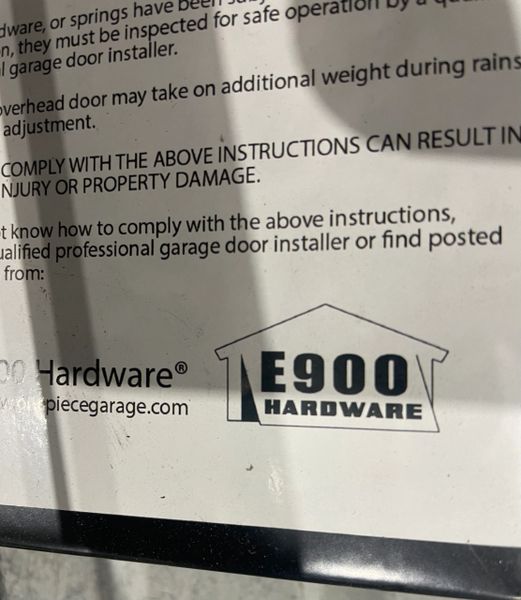 dware, or springs have been
n, they must be inspected for safe operation by a
l garage door installer.
overhead door may take on additional weight during rains
adjustment.
COMPLY WITH THE ABOVE INSTRUCTIONS CAN RESULT IN
NJURY OR PROPERTY DAMAGE.
t know how to comply with the above instructions,
ualified professional garage door installer or find posted
from:
00 Hardware®
piecegarage.com
E900
HARDWARE